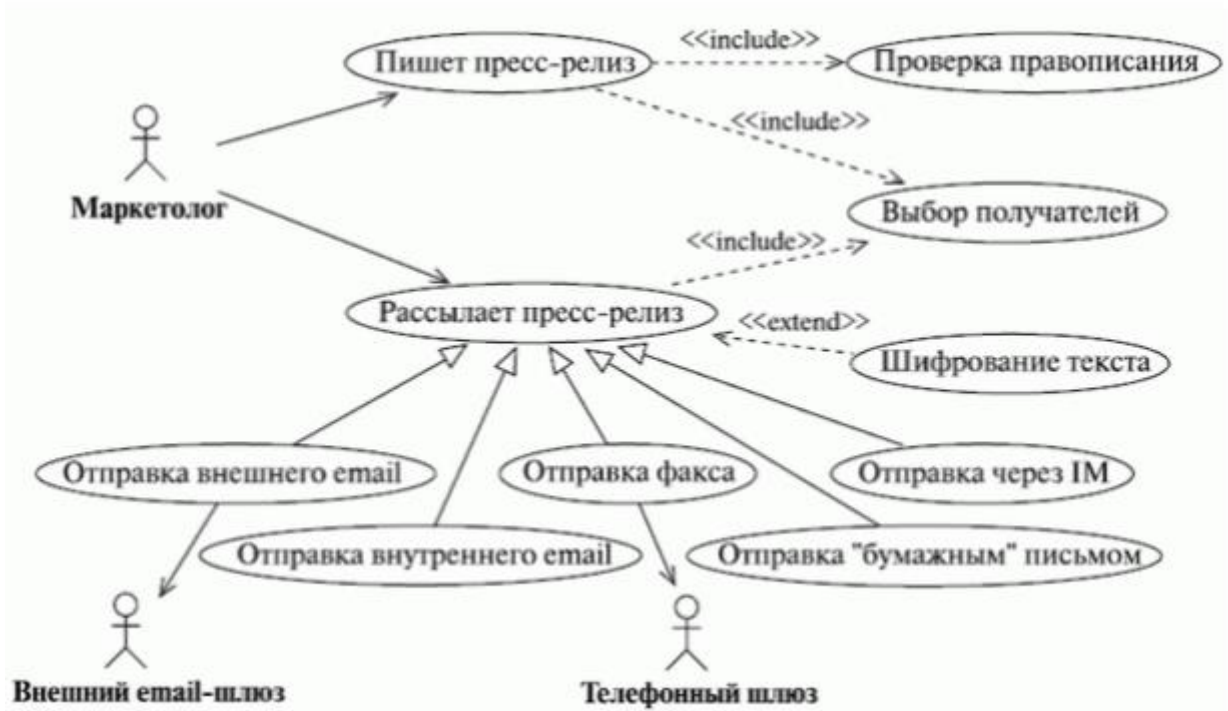 <<include>>
Пишет пресс-релиз
Проверка правописания
<<include>>
Маркетолог
Выбор получателей
<<include>>
Рассылает пресс-релиз
<<extend>>
Шифрование текста
Отправка внешнего email
Отправка факса
Отправка через IM
Отправка внутреннего email
Отправка "бумажным" письмом
Внешний email-шлюз
Телефонный шлюз